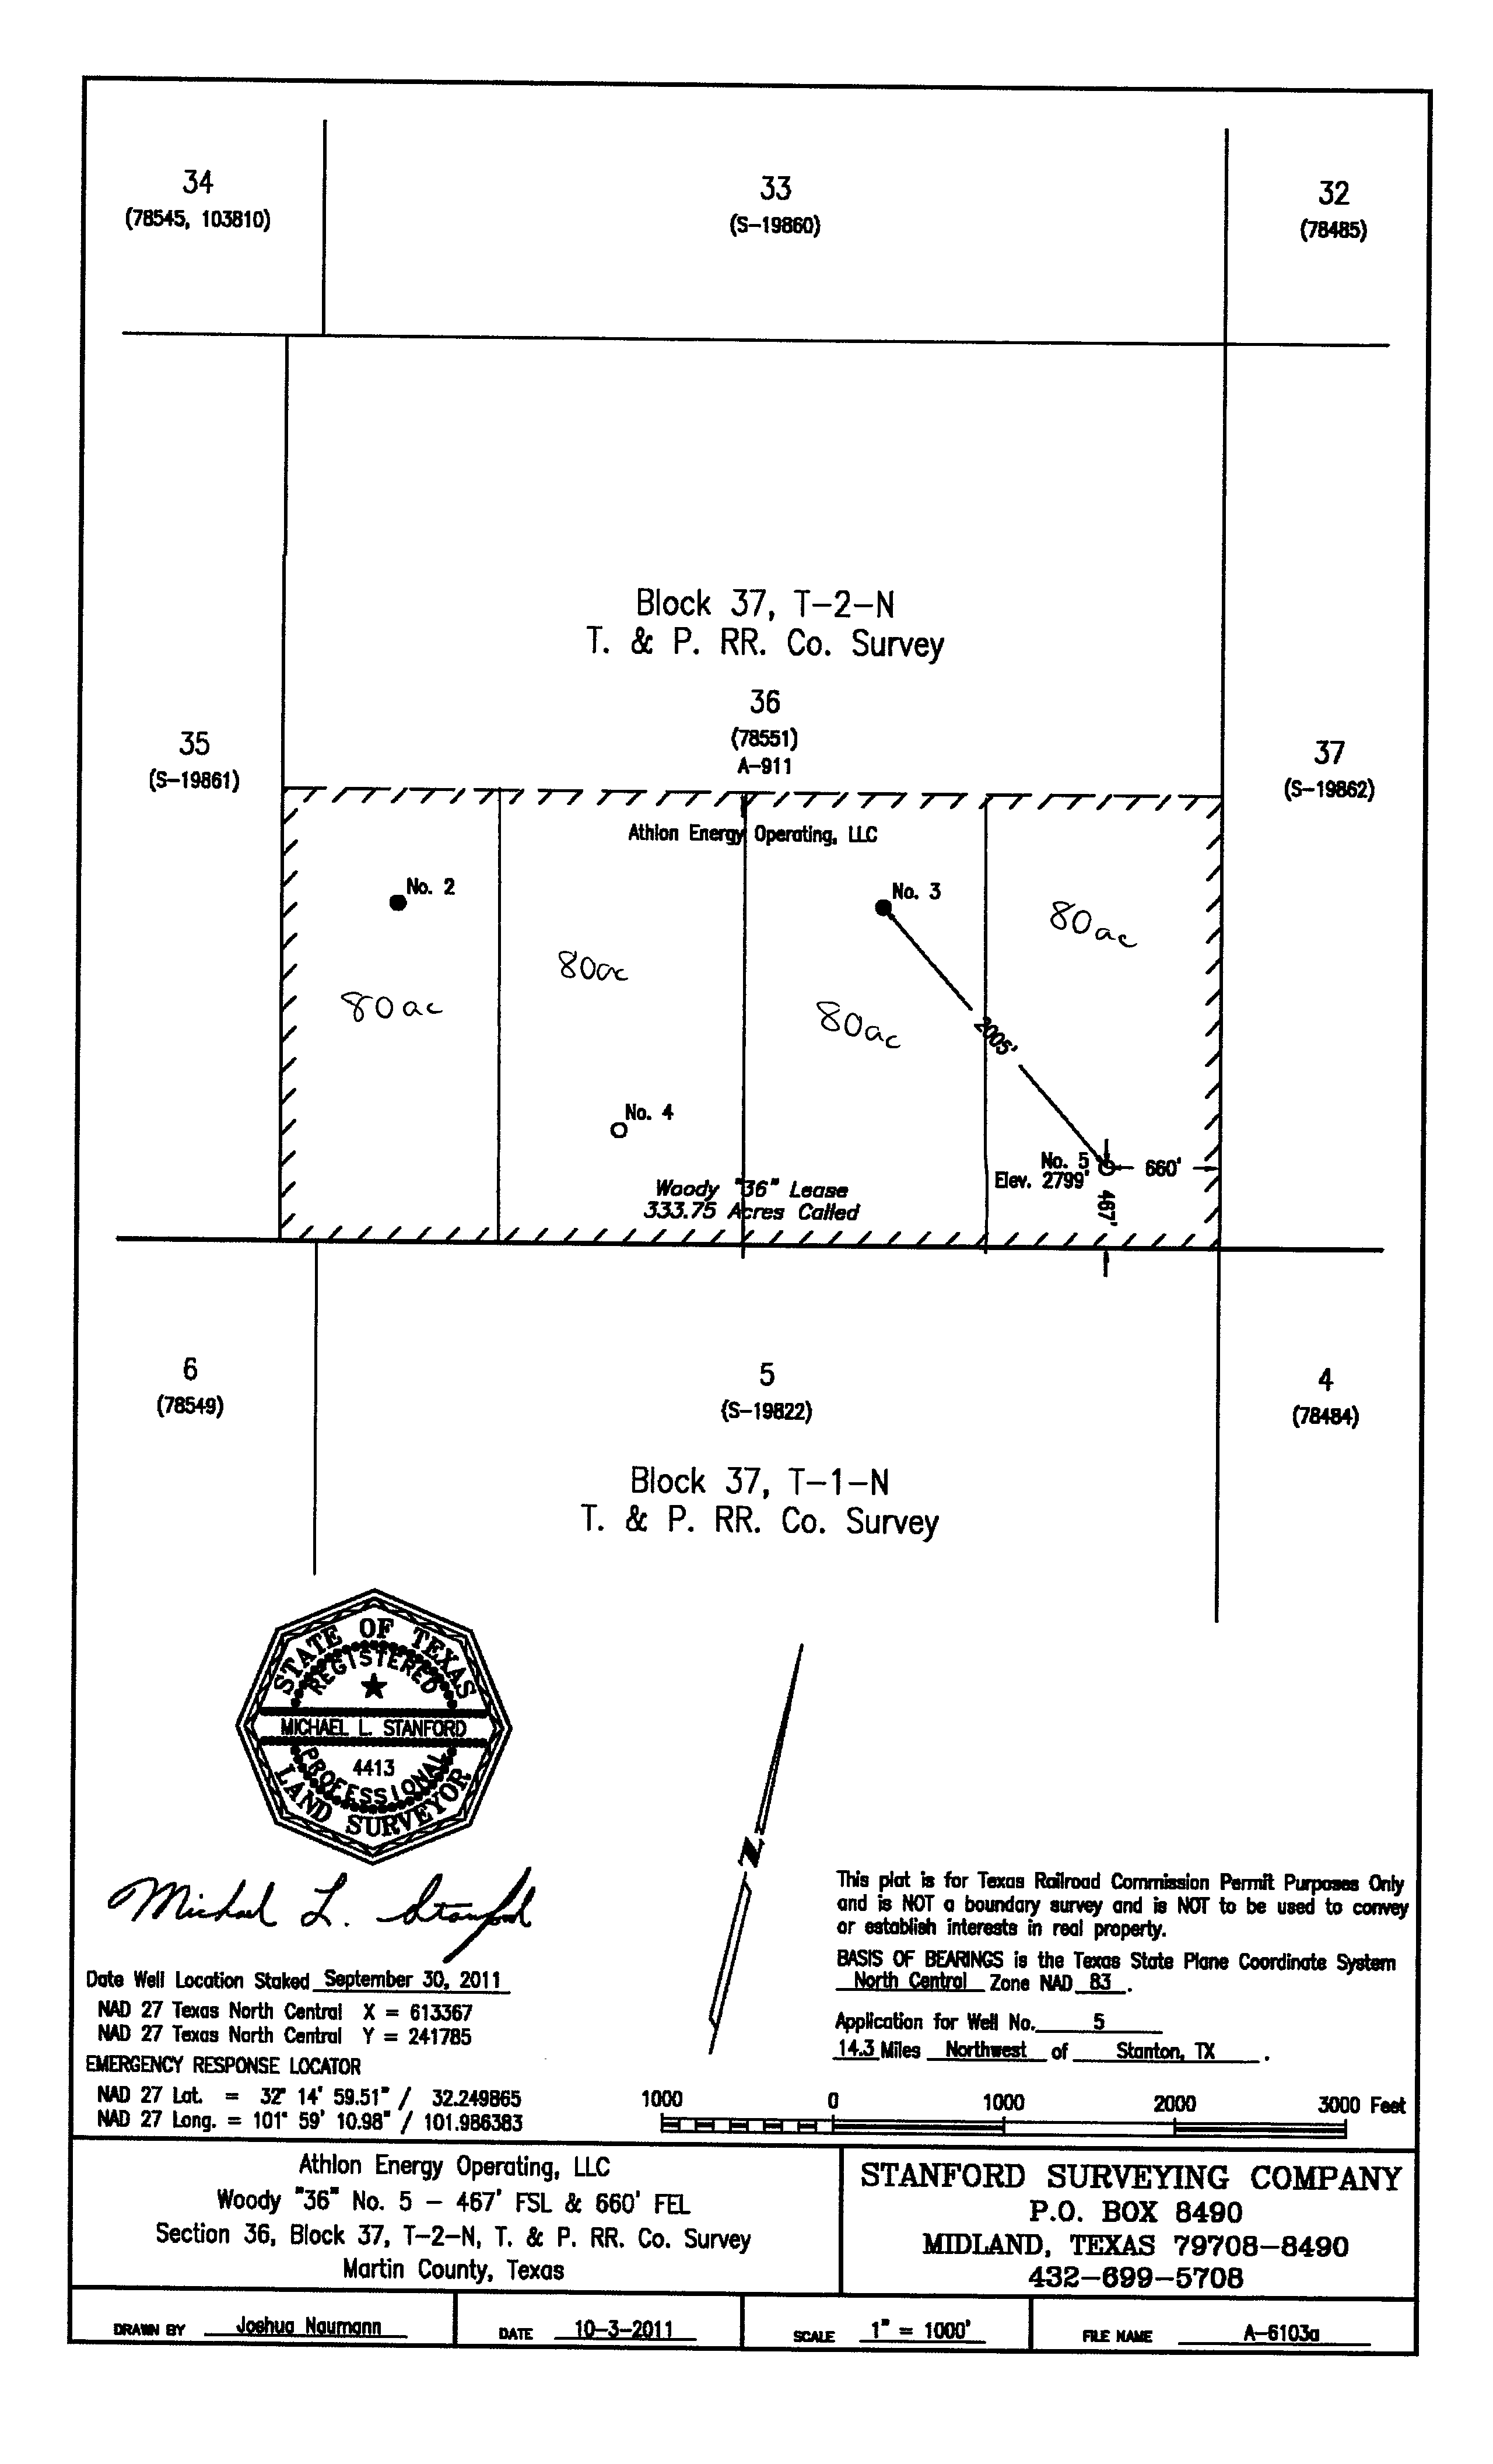 34
(78545, 103810)
33
(S-19860)
32
(78485)
Block 37, T-2-N
T. & P. RR. Co. Survey
36
(78551)
A-911
35
(S-19861)
37
(S-19862)
Athlon Energy Operating, LLC
No. 2
No. 3
80ac
80ac
80ac
80ac
2005'
No. 4
No. 5
Elev. 2799'
660'
467'
Woody "36" Lease
333.75 Acres Called
6
(78549)
5
(S-19822)
4
(78484)
Block 37, T-1-N
T. & P. RR. Co. Survey
STATE OF TEXAS
REGISTERED
MICHAEL L. STANFORD
4413
PROFESSIONAL
LAND SURVEYOR
Michael L. Stanford
N
This plat is for Texas Railroad Commission Permit Purposes Only
and is NOT a boundary survey and is NOT to be used to convey
or establish interests in real property.
BASIS OF BEARINGS is the Texas State Plane Coordinate System
North Central Zone NAD 83.
Application for Well No. 5
14.3 Miles Northwest of Stanton, TX.
Date Well Location Staked September 30, 2011
NAD 27 Texas North Central X = 613367
NAD 27 Texas North Central Y = 241785
EMERGENCY RESPONSE LOCATOR
NAD 27 Lat. = 32° 14' 59.51" / 32.249865
NAD 27 Long. = 101° 59' 10.98" / 101.986383
1000 0 1000 2000 3000 Feet
Athlon Energy Operating, LLC
Woody "36" No. 5 - 467' FSL & 660' FEL
Section 36, Block 37, T-2-N, T. & P. RR. Co. Survey
Martin County, Texas
STANFORD SURVEYING COMPANY
P.O. BOX 8490
MIDLAND, TEXAS 79708-8490
432-699-5708
DRAWN BY Joshua Naumann
DATE 10-3-2011
SCALE 1" = 1000'
FILE NAME A-6103a